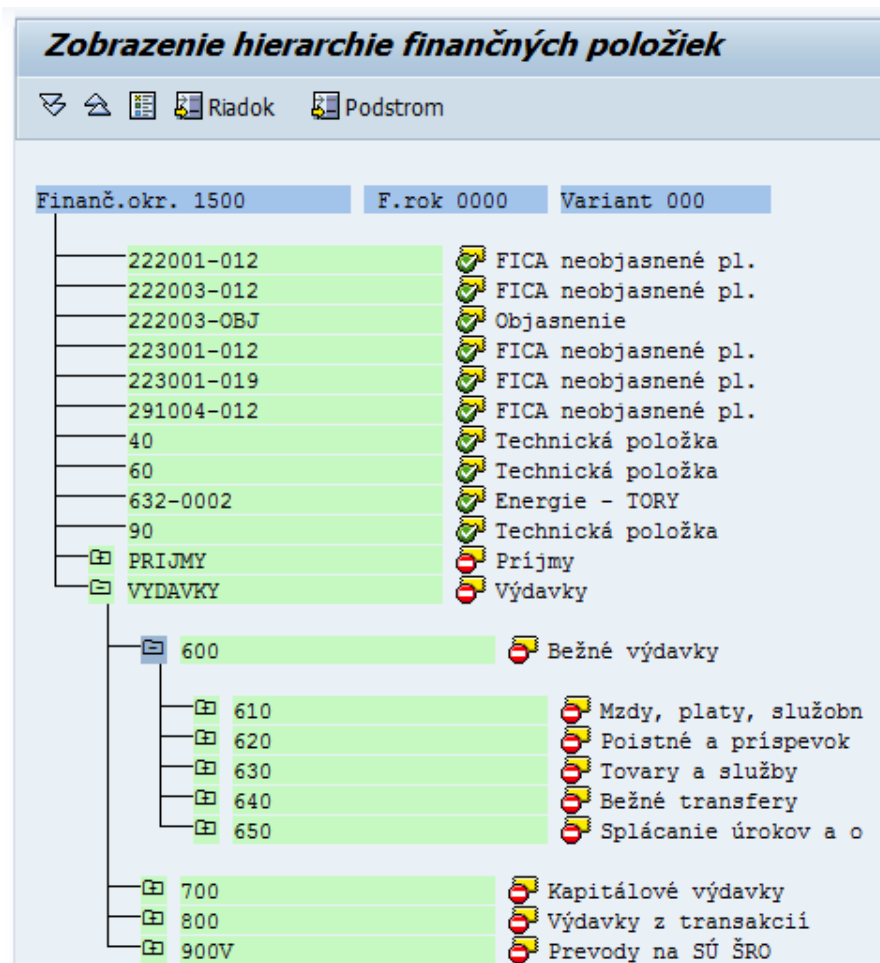 Zobrazenie hierarchie finančných položiek
Riadok Podstrom
Finanč.okr. 1500 F.rok 0000 Variant 000
222001-012 FICA neobjasnené pl.
222003-012 FICA neobjasnené pl.
222003-OBJ Objasnenie
223001-012 FICA neobjasnené pl.
223001-019 FICA neobjasnené pl.
291004-012 FICA neobjasnené pl.
40 Technická položka
60 Technická položka
632-0002 Energie - TORY
90 Technická položka
PRIJMY Príjmy
VYDAVKY Výdavky
600 Bežné výdavky
610 Mzdy, platy, služobn
620 Poistné a príspevok
630 Tovary a služby
640 Bežné transfery
650 Splácanie úrokov a o
700 Kapitálové výdavky
800 Výdavky z transakcií
900V Prevody na SÚ ŠRO